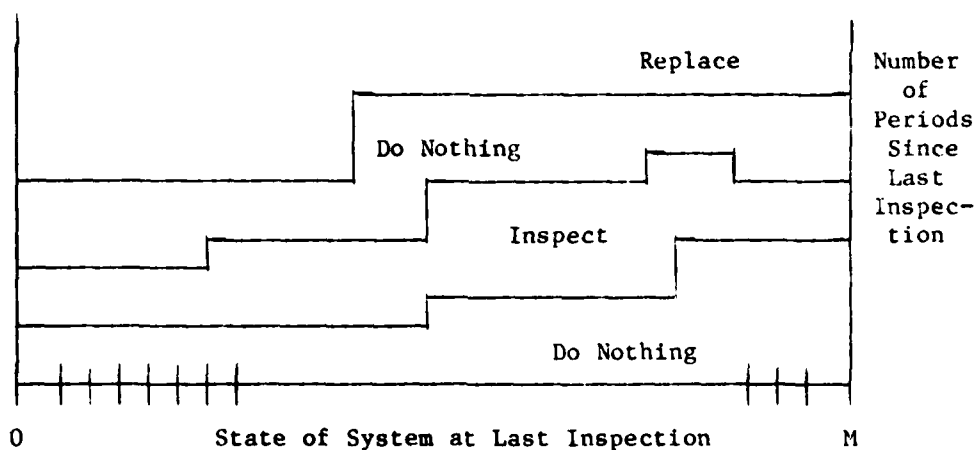 Replace
Do Nothing
Inspect
Do Nothing
Number
of
Periods
Since
Last
Inspec-
tion
0 State of System at Last Inspection M